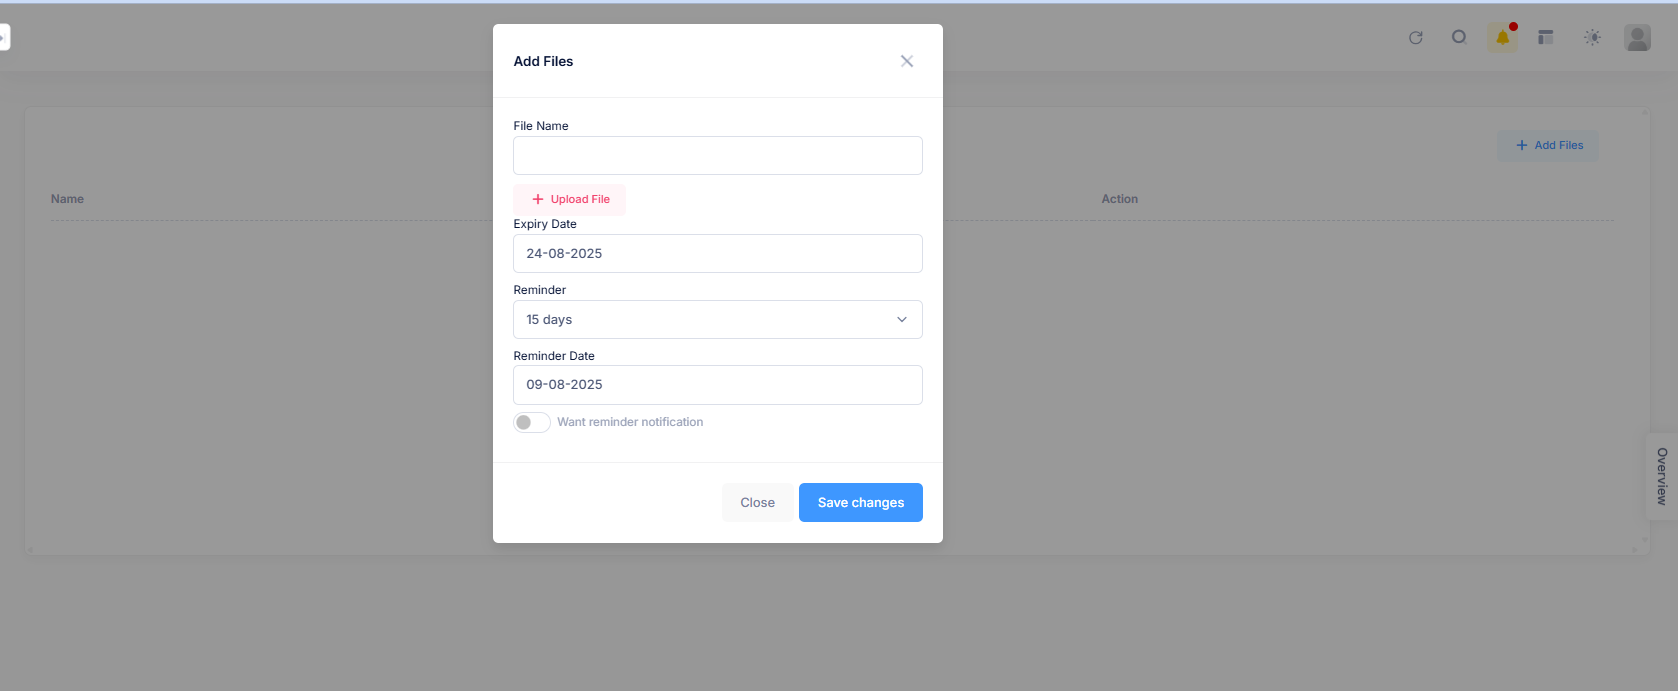 Add Files
File Name
+ Upload File
Expiry Date
24-08-2025
Reminder
15 days
Reminder Date
09-08-2025
Want reminder notification
Close
Save changes
+ Add Files
Name
Action
Overview